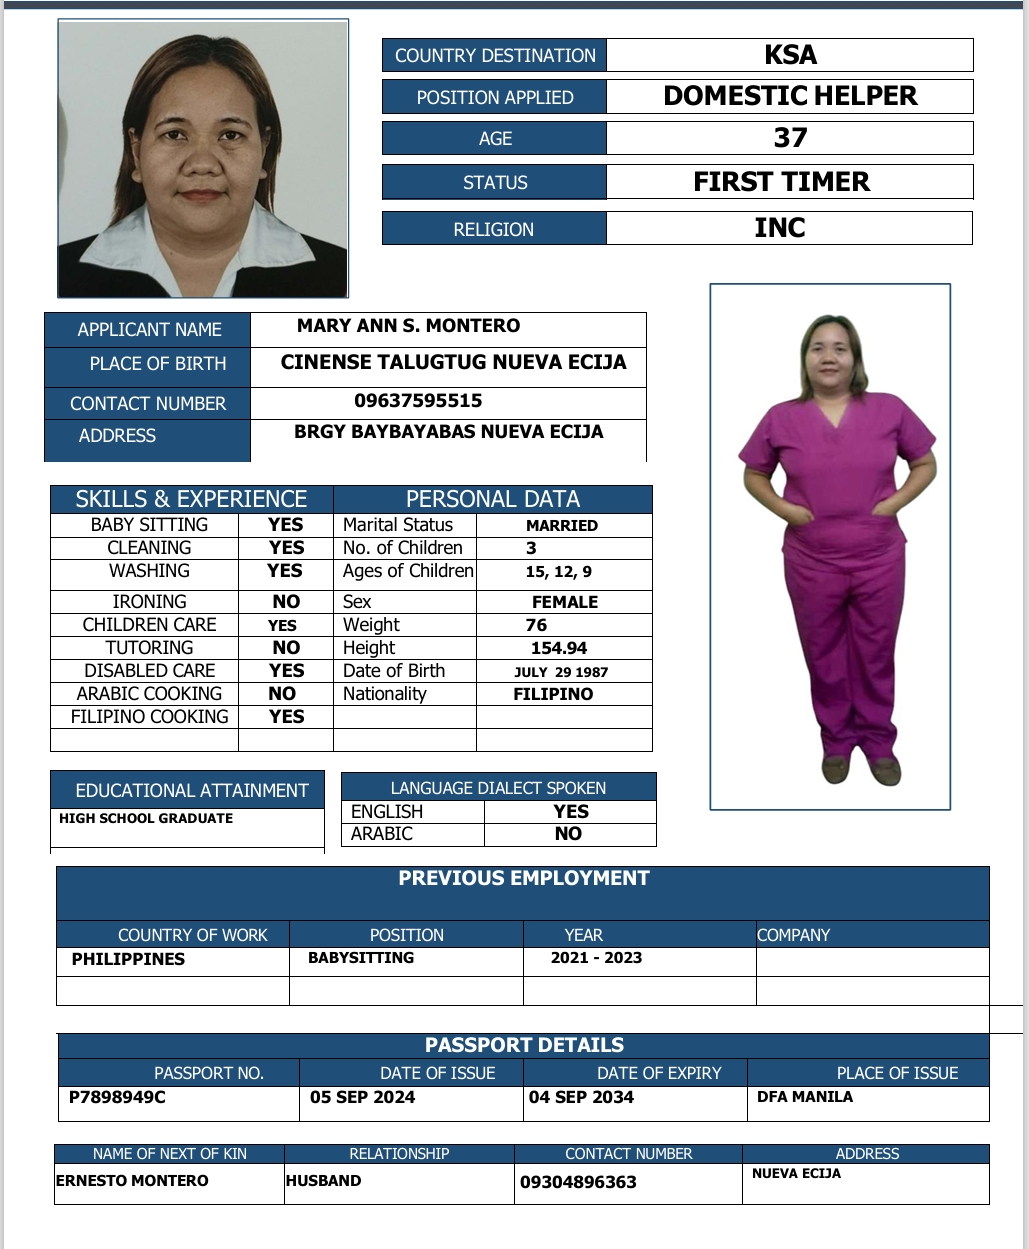 COUNTRY DESTINATION KSA
POSITION APPLIED DOMESTIC HELPER
AGE 37
STATUS FIRST TIMER
RELIGION INC
APPLICANT NAME MARY ANN S. MONTERO
PLACE OF BIRTH CINENSE TALUGTUG NUEVA ECIJA
CONTACT NUMBER 09637595515
ADDRESS BRGY BAYBAYABAS NUEVA ECIJA
SKILLS & EXPERIENCE PERSONAL DATA
BABY SITTING YES Marital Status MARRIED
CLEANING YES No. of Children 3
WASHING YES Ages of Children 15, 12, 9
IRONING NO Sex FEMALE
CHILDREN CARE YES Weight 76
TUTORING NO Height 154.94
DISABLED CARE YES Date of Birth JULY 29 1987
ARABIC COOKING NO Nationality FILIPINO
FILIPINO COOKING YES
EDUCATIONAL ATTAINMENT
HIGH SCHOOL GRADUATE
LANGUAGE DIALECT SPOKEN
ENGLISH YES
ARABIC NO
PREVIOUS EMPLOYMENT
COUNTRY OF WORK POSITION YEAR COMPANY
PHILIPPINES BABYSITTING 2021 - 2023
PASSPORT DETAILS
PASSPORT NO. DATE OF ISSUE DATE OF EXPIRY PLACE OF ISSUE
P7898949C 05 SEP 2024 04 SEP 2034 DFA MANILA
NAME OF NEXT OF KIN RELATIONSHIP CONTACT NUMBER ADDRESS
ERNESTO MONTERO HUSBAND 09304896363 NUEVA ECIJA